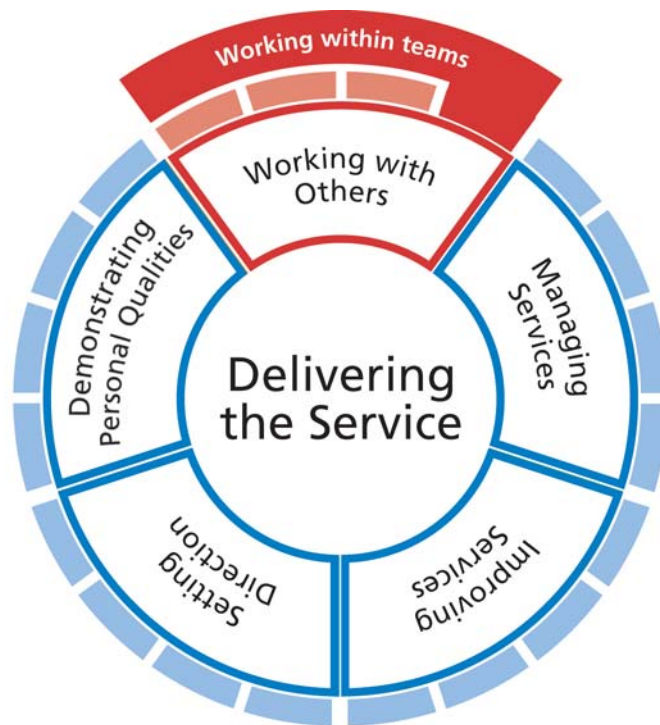 Working within teams
Working with
Others
Demonstrating
Personal Qualities
Managing
Services
Delivering
the Service
Setting
Direction
Improving
Services